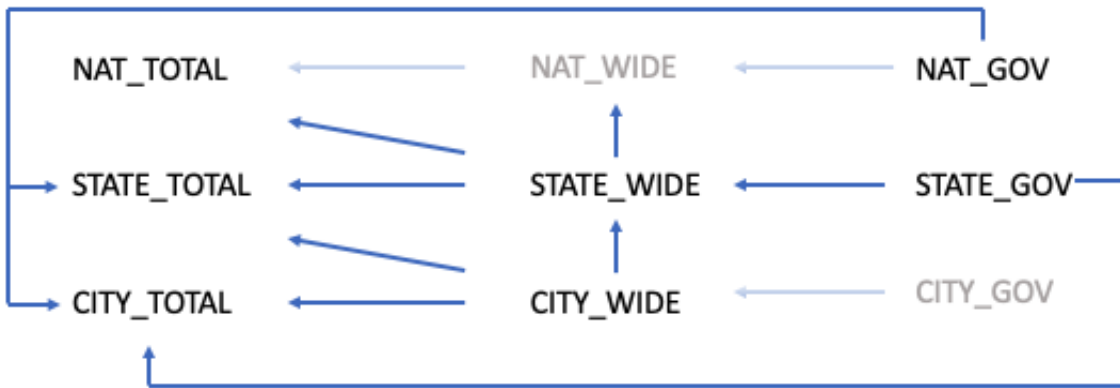 NAT_TOTAL NAT_WIDE NAT_GOV
STATE_TOTAL STATE_WIDE STATE_GOV
CITY_TOTAL CITY_WIDE CITY_GOV